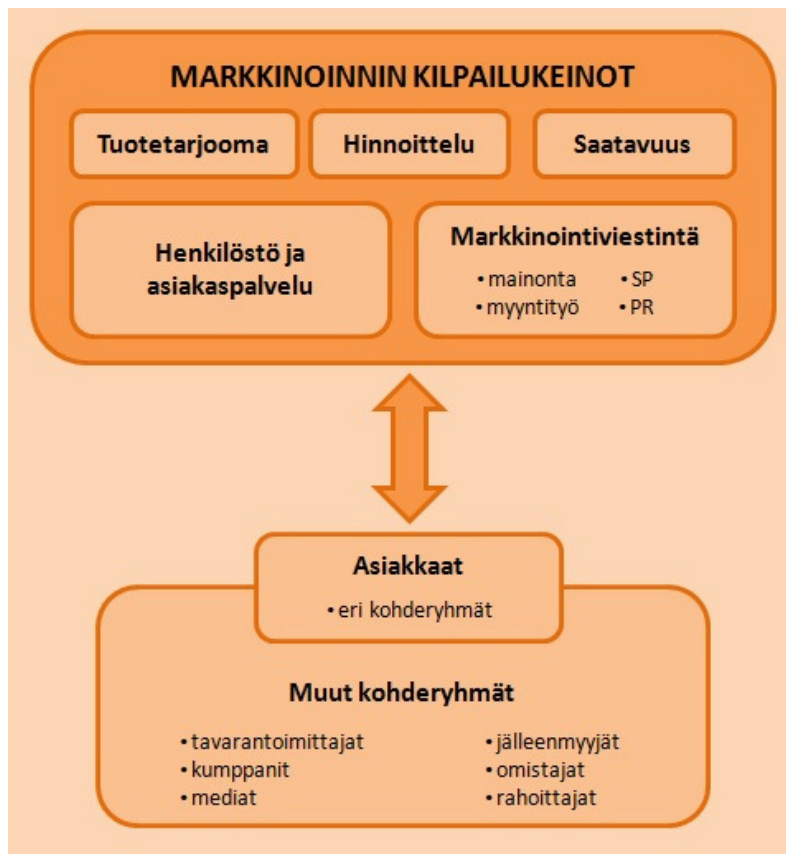 MARKKINOINNIN KILPAILUKEINOT
Tuotetarjooma
Hinnoittelu
Saatavuus
Henkilöstö ja
asiakaspalvelu
Markkinointiviestintä
• mainonta
• myyntityö
• SP
• PR
Asiakkaat
• eri kohderyhmät
Muut kohderyhmät
• tavarantoimittajat
• kumppanit
• mediat
• jälleenmyyjät
• omistajat
• rahoittajat